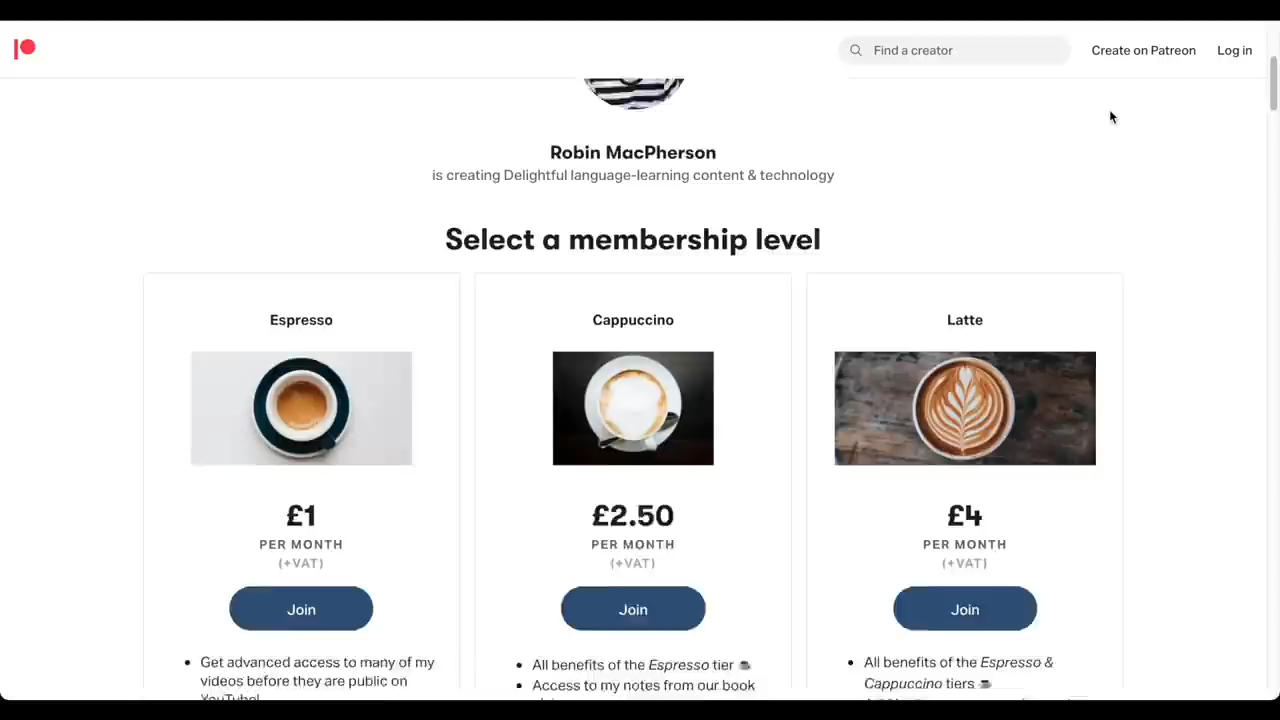 Find a creator
Create on Patreon
Log in
Robin MacPherson
is creating Delightful language-learning content & technology
Select a membership level
Espresso
£1
PER MONTH
(+VAT)
Join
Get advanced access to many of my
videos before they are public on
YouTube!
Cappuccino
£2.50
PER MONTH
(+VAT)
Join
All benefits of the Espresso tier ☕
Access to my notes from our book
Latte
£4
PER MONTH
(+VAT)
Join
All benefits of the Espresso &
Cappuccino tiers ☕